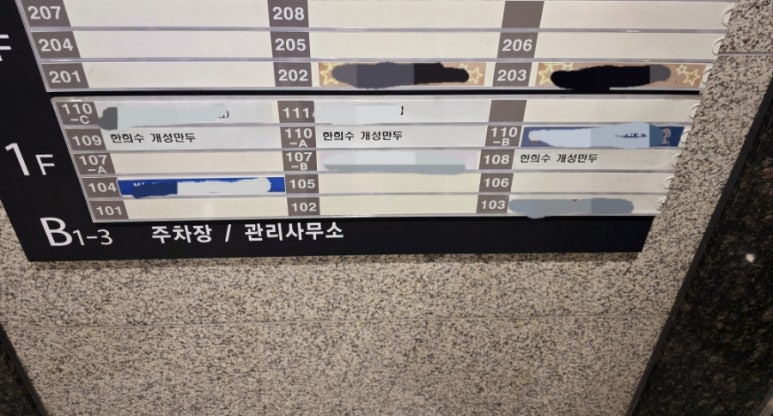 207 208
204 205 206
201 202 203
110-C 111
109 한희수 개성만두 110-A 한희수 개성만두 110-B
107-A 107-B 108 한희수 개성만두
104 105 106
101 102 103
1F
B1-3 주차장 / 관리사무소